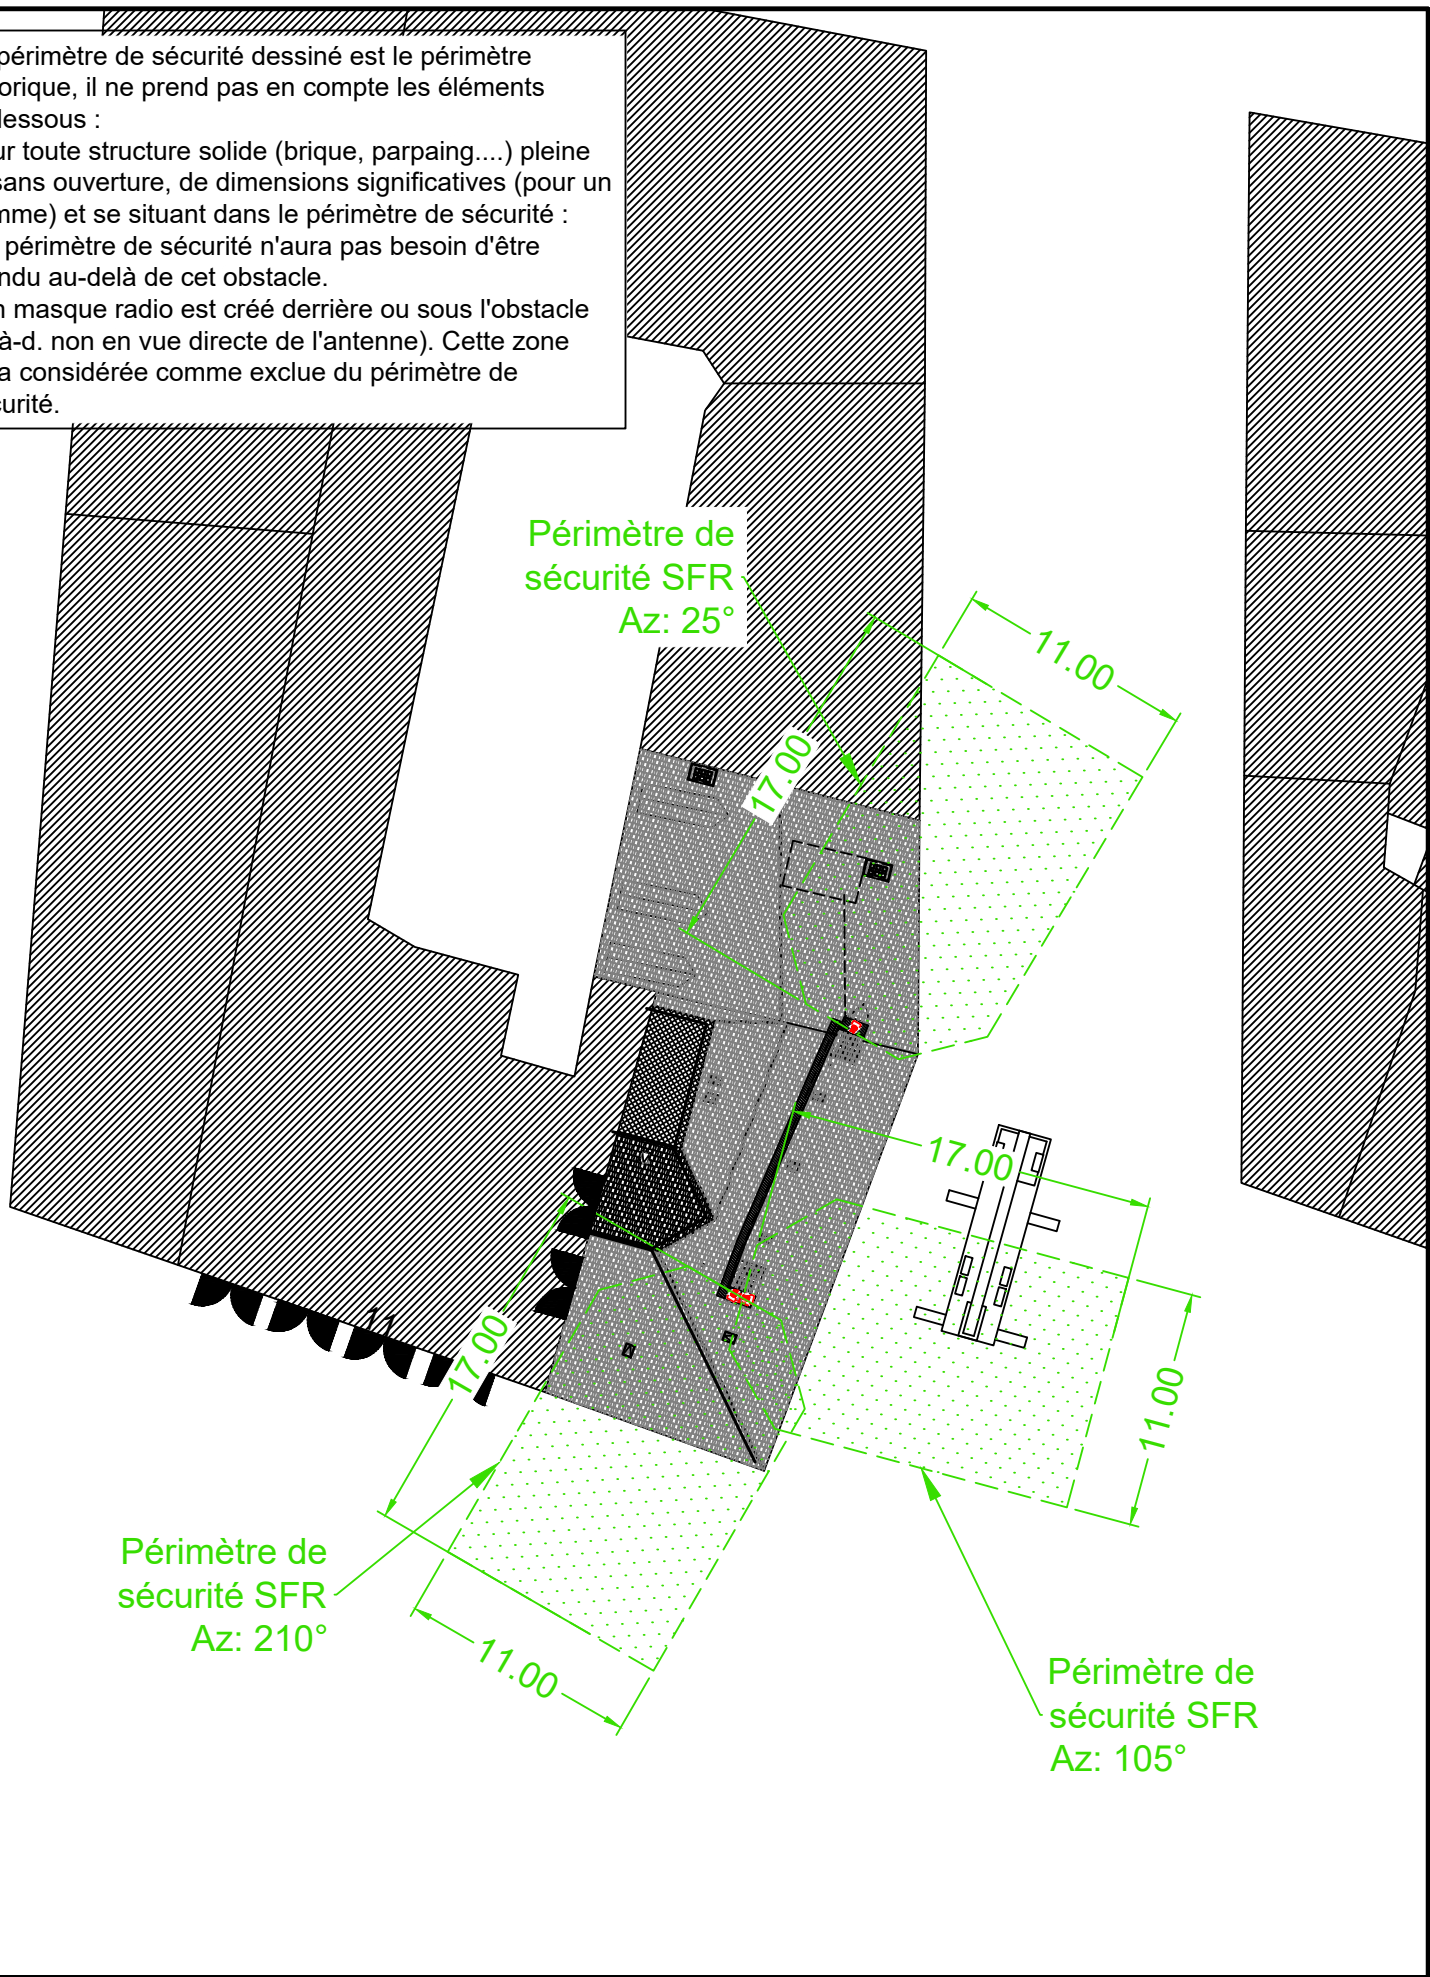 périmètre de sécurité dessiné est le périmètre
orique, il ne prend pas en compte les éléments
dessous :
ur toute structure solide (brique, parpaing....) pleine
sans ouverture, de dimensions significatives (pour un
mme) et se situant dans le périmètre de sécurité :
périmètre de sécurité n'aura pas besoin d'être
ndu au-delà de cet obstacle.
n masque radio est créé derrière ou sous l'obstacle
à-d. non en vue directe de l'antenne). Cette zone
a considérée comme exclue du périmètre de
curité.
Périmètre de
sécurité SFR
Az: 25°
11.00
17.00
17.00
11
17.00
11.00
Périmètre de
sécurité SFR
Az: 210°
11.00
Périmètre de
sécurité SFR
Az: 105°